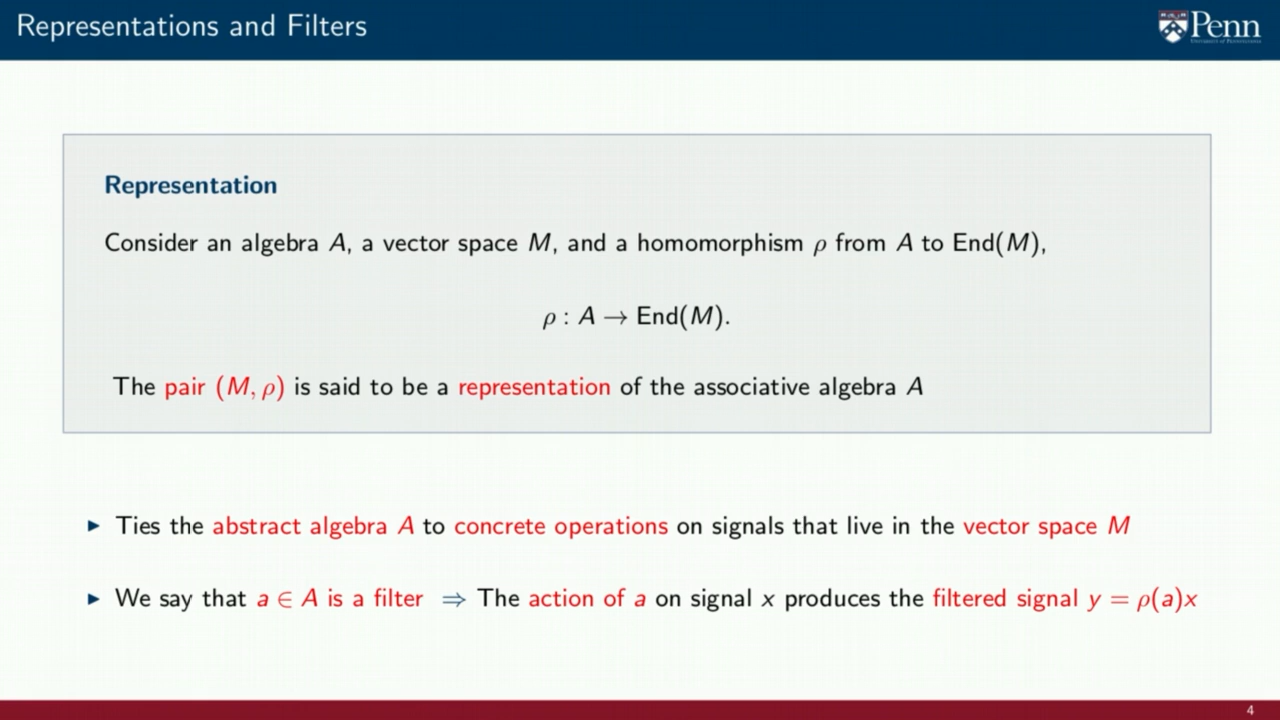 Representations and Filters
Penn
University of Pennsylvania
Representation
Consider an algebra A, a vector space M, and a homomorphism ρ from A to End(M),
ρ : A → End(M).
The pair (M, ρ) is said to be a representation of the associative algebra A
▶ Ties the abstract algebra A to concrete operations on signals that live in the vector space M
▶ We say that a ∈ A is a filter ⇒ The action of a on signal x produces the filtered signal y = ρ(a)x
4